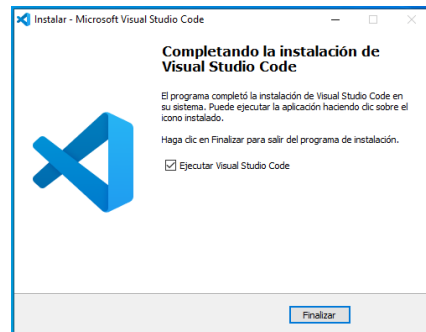 Instalar - Microsoft Visual Studio Code
Completando la instalación de
Visual Studio Code
El programa completó la instalación de Visual Studio Code en
su sistema. Puede ejecutar la aplicación haciendo clic sobre el
icono instalado.
Haga clic en Finalizar para salir del programa de instalación.
Ejecutar Visual Studio Code
Finalizar